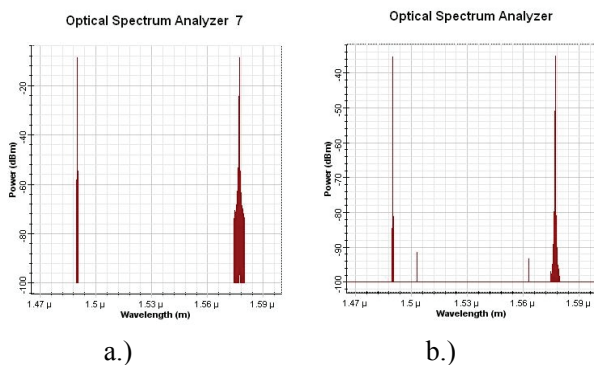 Optical Spectrum Analyzer 7
Power (dBm)
-20
-40
-60
-80
-100
1.47 µ 1.5 µ 1.53 µ 1.56 µ 1.59 µ
Wavelength (m)
a.)
Optical Spectrum Analyzer
Power (dBm)
-40
-50
-60
-70
-80
-90
-100
1.47 µ 1.5 µ 1.53 µ 1.56 µ 1.59 µ
Wavelength (m)
b.)